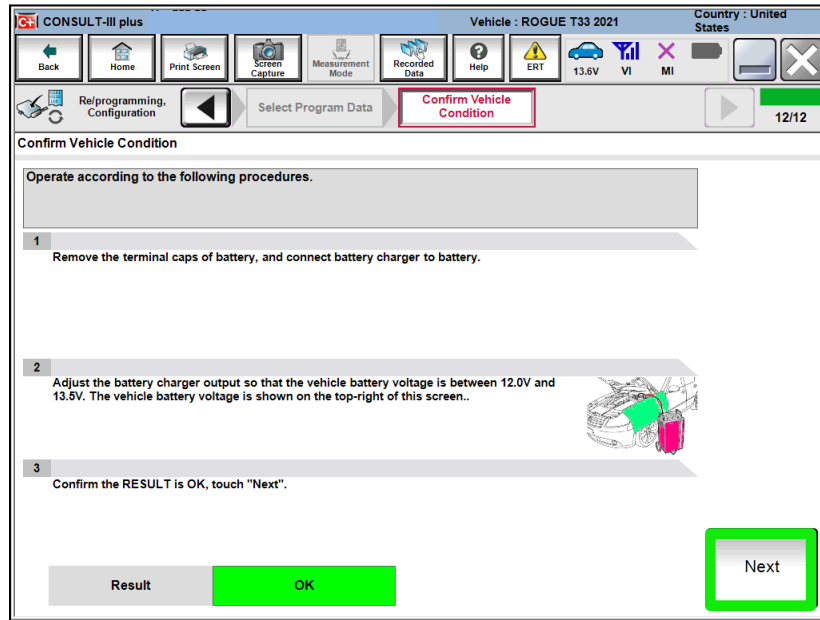 C+ CONSULT-III plus
Vehicle : ROGUE T33 2021
Country : United
States
Back
Home
Print Screen
Screen
Capture
Measurement
Mode
Recorded
Data
Help
ERT
13.6V
VI
MI
Re/programming,
Configuration
Select Program Data
Confirm Vehicle
Condition
12/12
Confirm Vehicle Condition
Operate according to the following procedures.
1
Remove the terminal caps of battery, and connect battery charger to battery.
2
Adjust the battery charger output so that the vehicle battery voltage is between 12.0V and
13.5V. The vehicle battery voltage is shown on the top-right of this screen..
3
Confirm the RESULT is OK, touch "Next".
Result
OK
Next